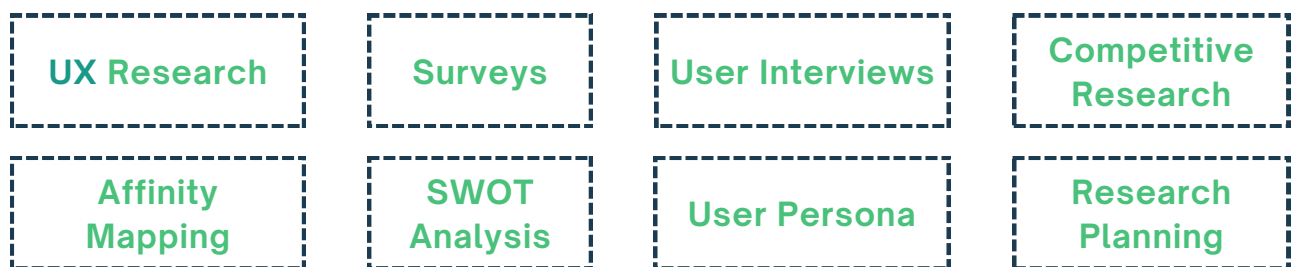 UX Research
Surveys
User Interviews
Competitive
Research
Affinity
Mapping
SWOT
Analysis
User Persona
Research
Planning